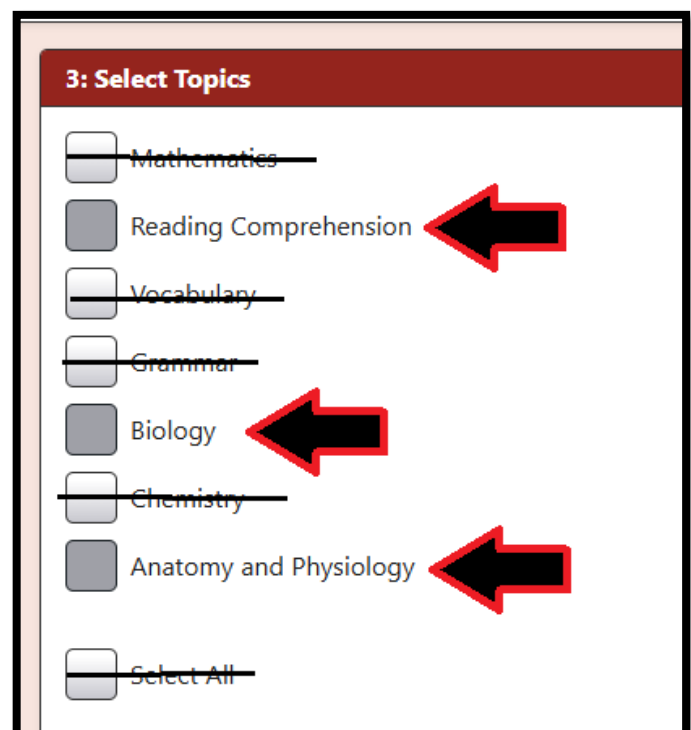 3: Select Topics
Mathematics
Reading Comprehension
Vocabulary
Grammar
Biology
Chemistry
Anatomy and Physiology
Select All